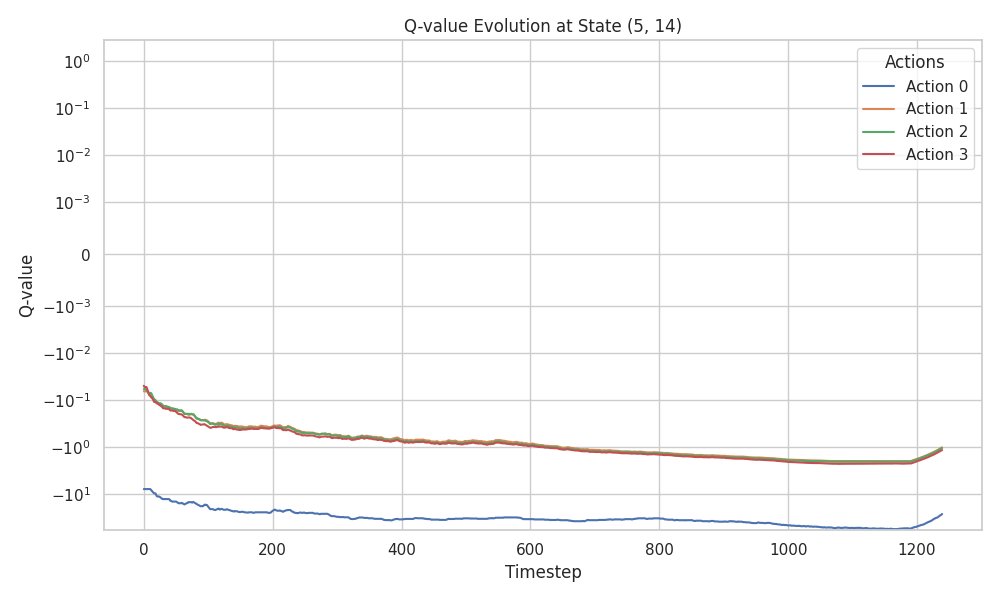 Q-value Evolution at State (5, 14)
Q-value
10^0
10^-1
10^-2
10^-3
0
−10^-3
−10^-2
−10^-1
−10^0
−10^1
Actions
Action 0
Action 1
Action 2
Action 3
0 200 400 600 800 1000 1200
Timestep